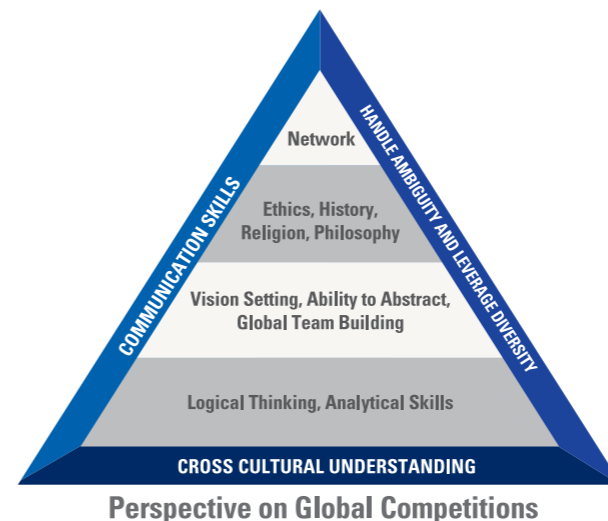 COMMUNICATION SKILLS
HANDLE AMBIGUITY AND LEVERAGE DIVERSITY
Network
Ethics, History,
Religion, Philosophy
Vision Setting, Ability to Abstract,
Global Team Building
Logical Thinking, Analytical Skills
CROSS CULTURAL UNDERSTANDING
Perspective on Global Competitions